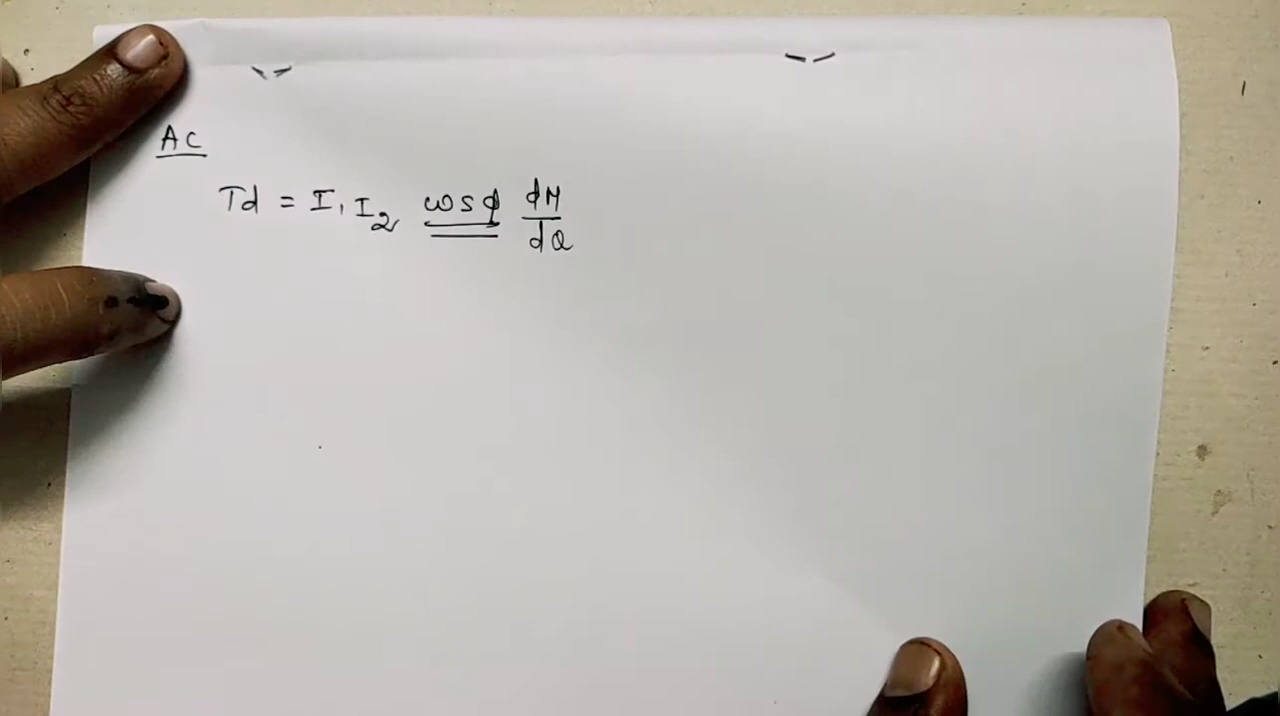 AC
Td = I₁ I₂ cosϕ dM/dθ